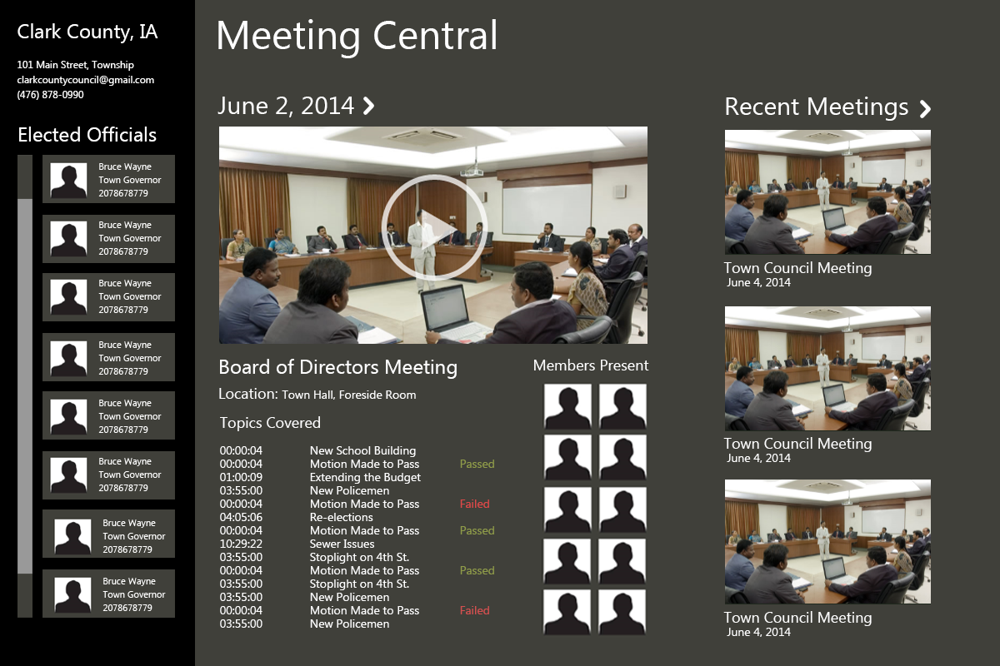 Clark County, IA
101 Main Street, Township
clarkcountycouncil@gmail.com
(476) 878-0990
Elected Officials
Bruce Wayne
Town Governor
2078678779
Bruce Wayne
Town Governor
2078678779
Bruce Wayne
Town Governor
2078678779
Bruce Wayne
Town Governor
2078678779
Bruce Wayne
Town Governor
2078678779
Bruce Wayne
Town Governor
2078678779
Bruce Wayne
Town Governor
2078678779
Bruce Wayne
Town Governor
2078678779
Meeting Central
June 2, 2014
Board of Directors Meeting
Location: Town Hall, Foreside Room
Topics Covered
00:00:04 New School Building
00:00:04 Motion Made to Pass Passed
01:00:09 Extending the Budget
03:55:00 New Policemen
00:00:04 Motion Made to Pass Failed
04:05:06 Re-elections
00:00:04 Motion Made to Pass Passed
10:29:22 Sewer Issues
03:55:00 Stoplight on 4th St.
00:00:04 Motion Made to Pass Passed
03:55:00 Stoplight on 4th St.
03:55:00 New Policemen
00:00:04 Motion Made to Pass Failed
03:55:00 New Policemen
Members Present
Recent Meetings
Town Council Meeting
June 4, 2014
Town Council Meeting
June 4, 2014
Town Council Meeting
June 4, 2014